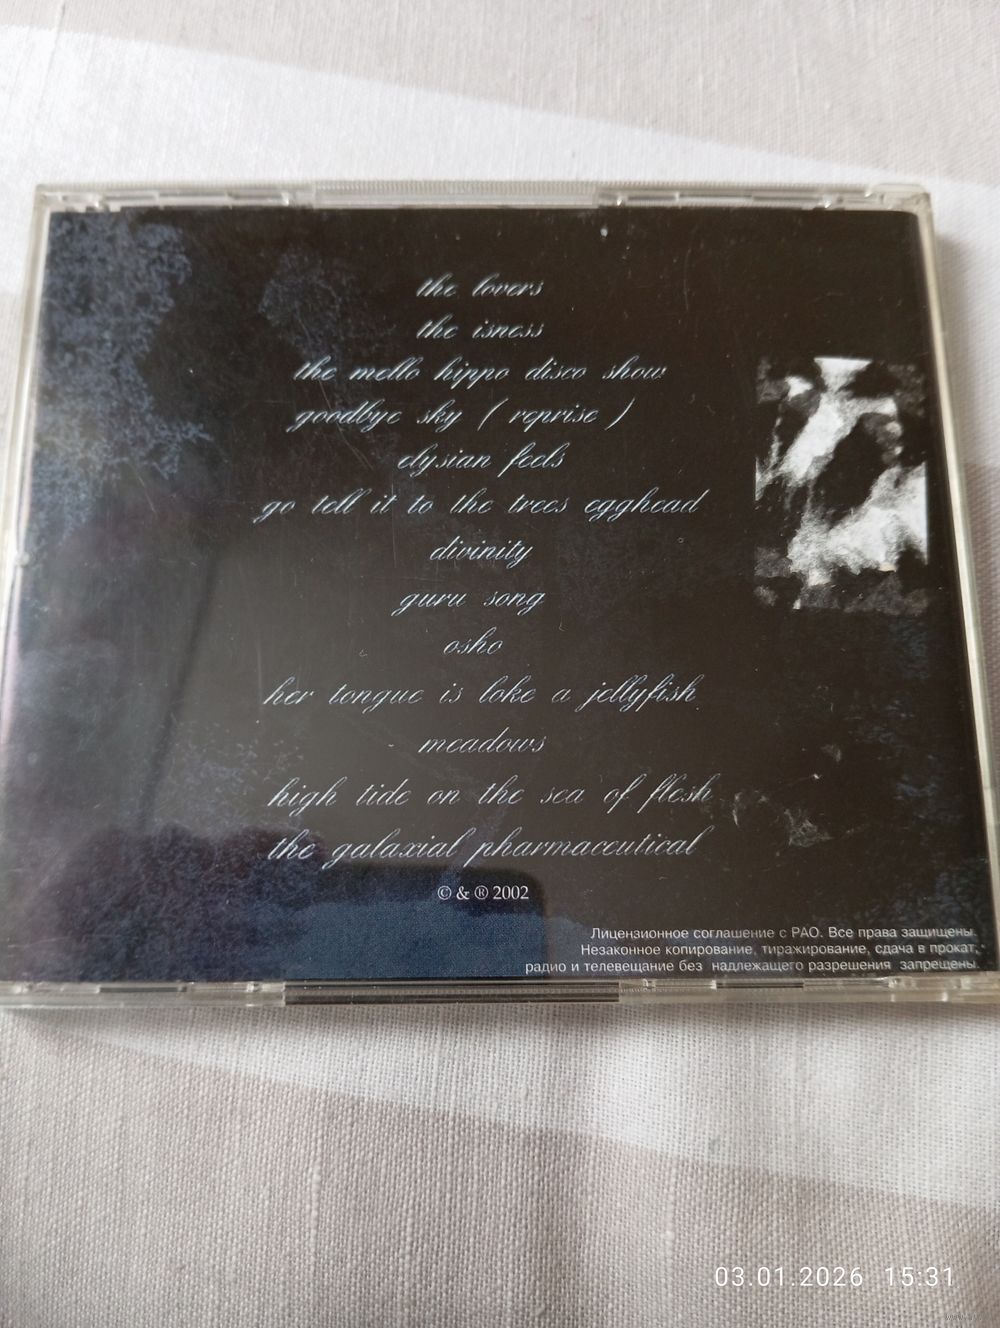 the lovers
the isness
the mello hippo disco show
goodbye sky ( reprise )
elysian feels
go tell it to the trees egghead
divinity
guru song
osho
her tongue is loke a jellyfish
meadows
high tide on the sea of flesh
the galaxial pharmaceutical
© & ® 2002
Лицензионное соглашение с РАО. Все права защищены.
Незаконное копирование, тиражирование, сдача в прокат,
радио и телевещание без надлежащего разрешения запрещены.
03.01.2026 15:31